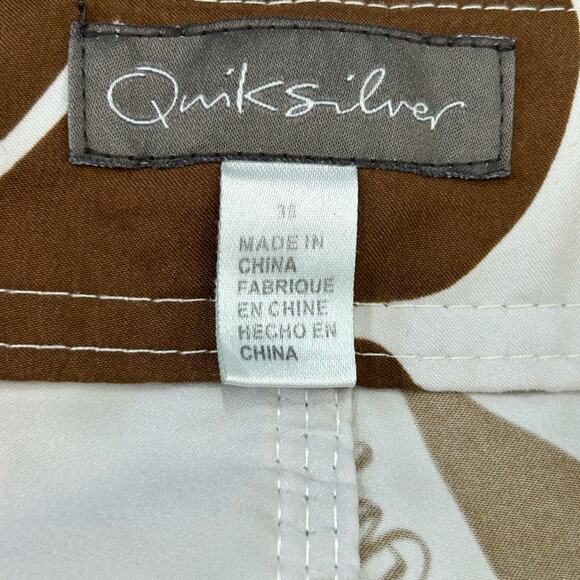 Quiksilver
MADE IN
CHINA
FABRIQUE
EN CHINE
HECHO EN
CHINA